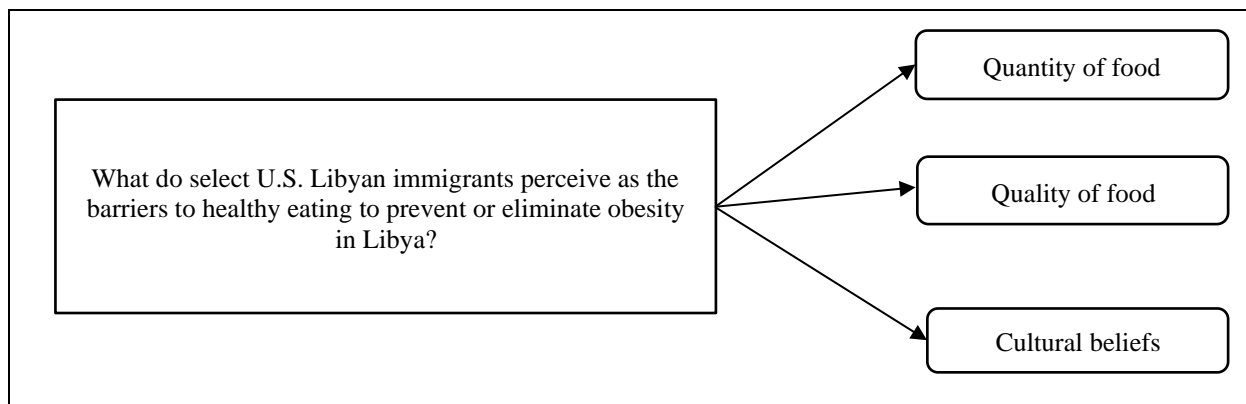 Quantity of food
What do select U.S. Libyan immigrants perceive as the
barriers to healthy eating to prevent or eliminate obesity
in Libya?
Quality of food
Cultural beliefs